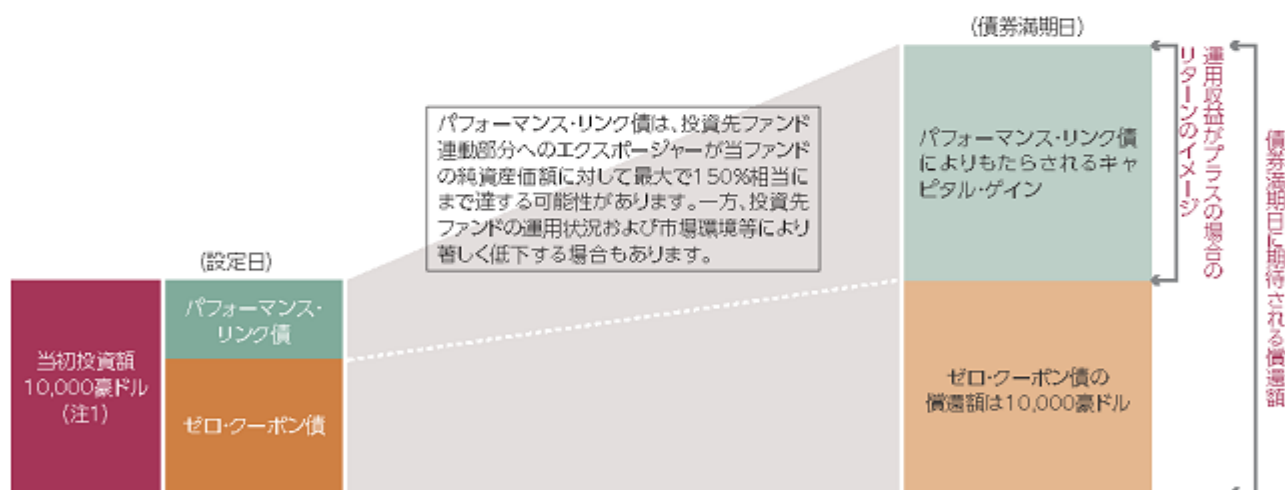 (債券満期日)
パフォーマンス・リンク債は、投資先ファンド
連動部分へのエクスポージャーが当ファンド
の純資産価額に対して最大で150%相当に
まで達する可能性があります。一方、投資先
ファンドの運用状況および市場環境等により
著しく低下する場合もあります。
(設定日)
パフォーマンス・
リンク債
当初投資額
10,000豪ドル
(注1)
ゼロ・クーポン債
パフォーマンス・リンク債
によりもたらされるキャ
ピタル・ゲイン
ゼロ・クーポン債の
償還額は10,000豪ドル
運用収益がプラスの場合の
リターンのイメージ
債券満期日に期待される償還額